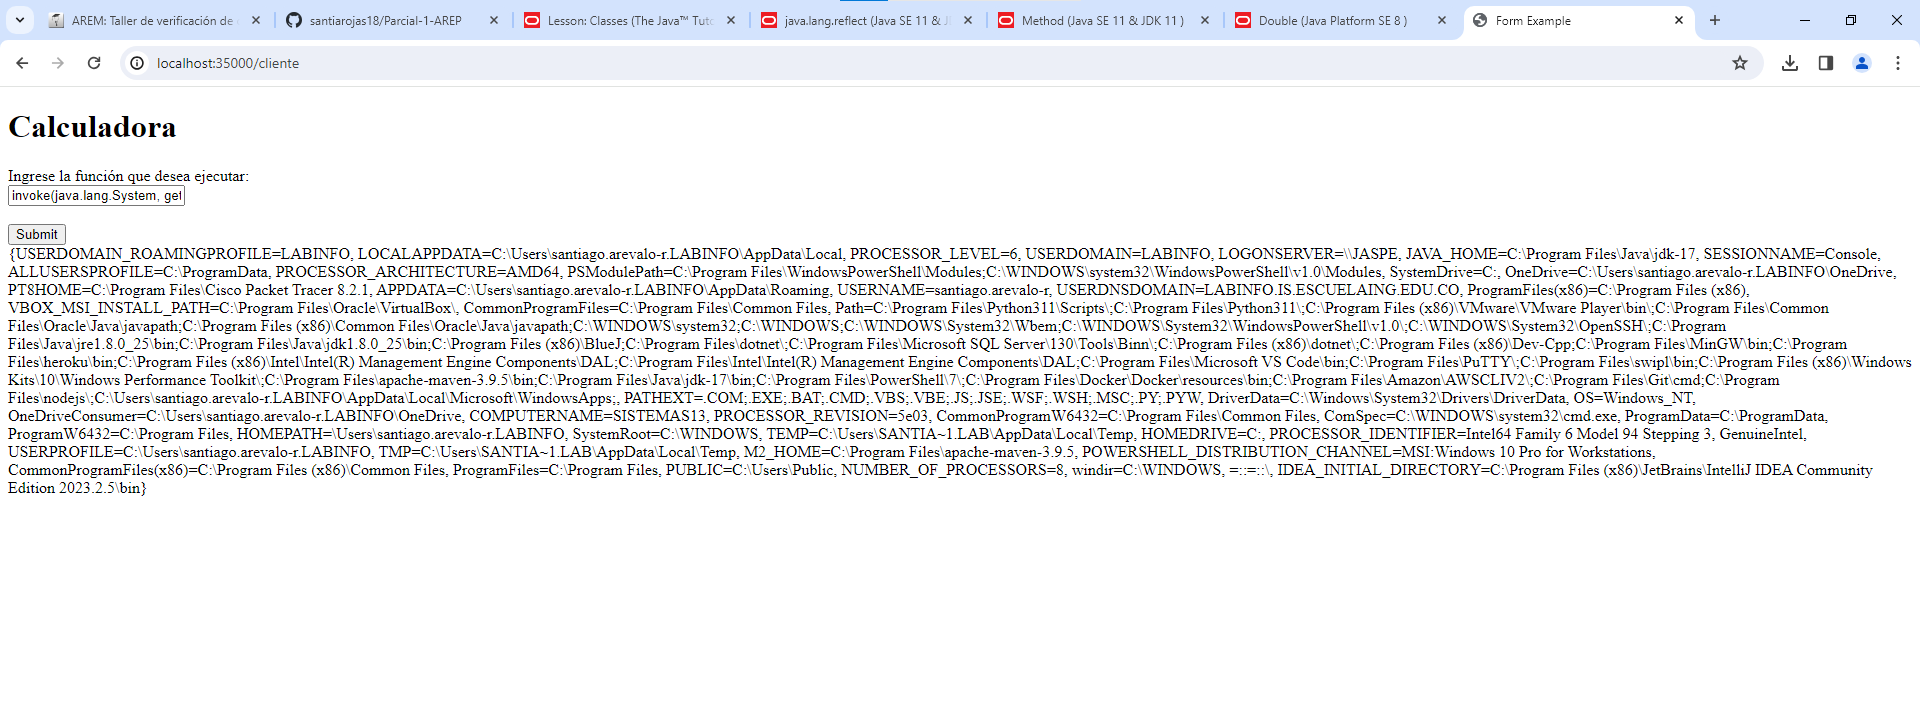 AREM: Taller de verificación de
santiarojas18/Parcial-1-AREP
Lesson: Classes (The Java™ Tuto
java.lang.reflect (Java SE 11 & J
Method (Java SE 11 & JDK 11 )
Double (Java Platform SE 8 )
Form Example
localhost:35000/cliente
Calculadora
Ingrese la función que desea ejecutar:
invoke(java.lang.System, get
Submit
{USERDOMAIN_ROAMINGPROFILE=LABINFO, LOCALAPPDATA=C:\Users\santiago.arevalo-r.LABINFO\AppData\Local, PROCESSOR_LEVEL=6, USERDOMAIN=LABINFO, LOGONSERVER=\\JASPE, JAVA_HOME=C:\Program Files\Java\jdk-17, SESSIONNAME=Console,
ALLUSERSPROFILE=C:\ProgramData, PROCESSOR_ARCHITECTURE=AMD64, PSModulePath=C:\Program Files\WindowsPowerShell\Modules;C:\WINDOWS\system32\WindowsPowerShell\v1.0\Modules, SystemDrive=C:, OneDrive=C:\Users\santiago.arevalo-r.LABINFO\OneDrive,
PT8HOME=C:\Program Files\Cisco Packet Tracer 8.2.1, APPDATA=C:\Users\santiago.arevalo-r.LABINFO\AppData\Roaming, USERNAME=santiago.arevalo-r, USERDNSDOMAIN=LABINFO.IS.ESCUELAING.EDU.CO, ProgramFiles(x86)=C:\Program Files (x86),
VBOX_MSI_INSTALL_PATH=C:\Program Files\Oracle\VirtualBox\, CommonProgramFiles=C:\Program Files\Common Files, Path=C:\Program Files\Python311\Scripts\;C:\Program Files\Python311\;C:\Program Files (x86)\VMware\VMware Player\bin\;C:\Program Files\Common
Files\Oracle\Java\javapath;C:\Program Files (x86)\Common Files\Oracle\Java\javapath;C:\WINDOWS\system32;C:\WINDOWS;C:\WINDOWS\System32\Wbem;C:\WINDOWS\System32\WindowsPowerShell\v1.0\;C:\WINDOWS\System32\OpenSSH\;C:\Program
Files\Java\jre1.8.0_25\bin;C:\Program Files\Java\jdk1.8.0_25\bin;C:\Program Files (x86)\BlueJ;C:\Program Files\dotnet\;C:\Program Files\Microsoft SQL Server\130\Tools\Binn\;C:\Program Files (x86)\dotnet\;C:\Program Files (x86)\Dev-Cpp;C:\Program Files\MinGW\bin;C:\Program
Files\heroku\bin;C:\Program Files (x86)\Intel\Intel(R) Management Engine Components\DAL;C:\Program Files\Intel\Intel(R) Management Engine Components\DAL;C:\Program Files\Microsoft VS Code\bin;C:\Program Files\PuTTY\;C:\Program Files\swipl\bin;C:\Program Files (x86)\Windows
Kits\10\Windows Performance Toolkit\;C:\Program Files\apache-maven-3.9.5\bin;C:\Program Files\Java\jdk-17\bin;C:\Program Files\PowerShell\7\;C:\Program Files\Docker\Docker\resources\bin;C:\Program Files\Amazon\AWSCLIV2\;C:\Program Files\Git\cmd;C:\Program
Files\nodejs\;C:\Users\santiago.arevalo-r.LABINFO\AppData\Local\Microsoft\WindowsApps;, PATHEXT=.COM;.EXE;.BAT;.CMD;.VBS;.VBE;.JS;.JSE;.WSF;.WSH;.MSC;.PY;.PYW, DriverData=C:\Windows\System32\Drivers\DriverData, OS=Windows_NT,
OneDriveConsumer=C:\Users\santiago.arevalo-r.LABINFO\OneDrive, COMPUTERNAME=SISTEMAS13, PROCESSOR_REVISION=5e03, CommonProgramW6432=C:\Program Files\Common Files, ComSpec=C:\WINDOWS\system32\cmd.exe, ProgramData=C:\ProgramData,
ProgramW6432=C:\Program Files, HOMEPATH=\Users\santiago.arevalo-r.LABINFO, SystemRoot=C:\WINDOWS, TEMP=C:\Users\SANTIA~1.LAB\AppData\Local\Temp, HOMEDRIVE=C:, PROCESSOR_IDENTIFIER=Intel64 Family 6 Model 94 Stepping 3, GenuineIntel,
USERPROFILE=C:\Users\santiago.arevalo-r.LABINFO, TMP=C:\Users\SANTIA~1.LAB\AppData\Local\Temp, M2_HOME=C:\Program Files\apache-maven-3.9.5, POWERSHELL_DISTRIBUTION_CHANNEL=MSI:Windows 10 Pro for Workstations,
CommonProgramFiles(x86)=C:\Program Files (x86)\Common Files, ProgramFiles=C:\Program Files, PUBLIC=C:\Users\Public, NUMBER_OF_PROCESSORS=8, windir=C:\WINDOWS, =::=::\, IDEA_INITIAL_DIRECTORY=C:\Program Files (x86)\JetBrains\IntelliJ IDEA Community
Edition 2023.2.5\bin}